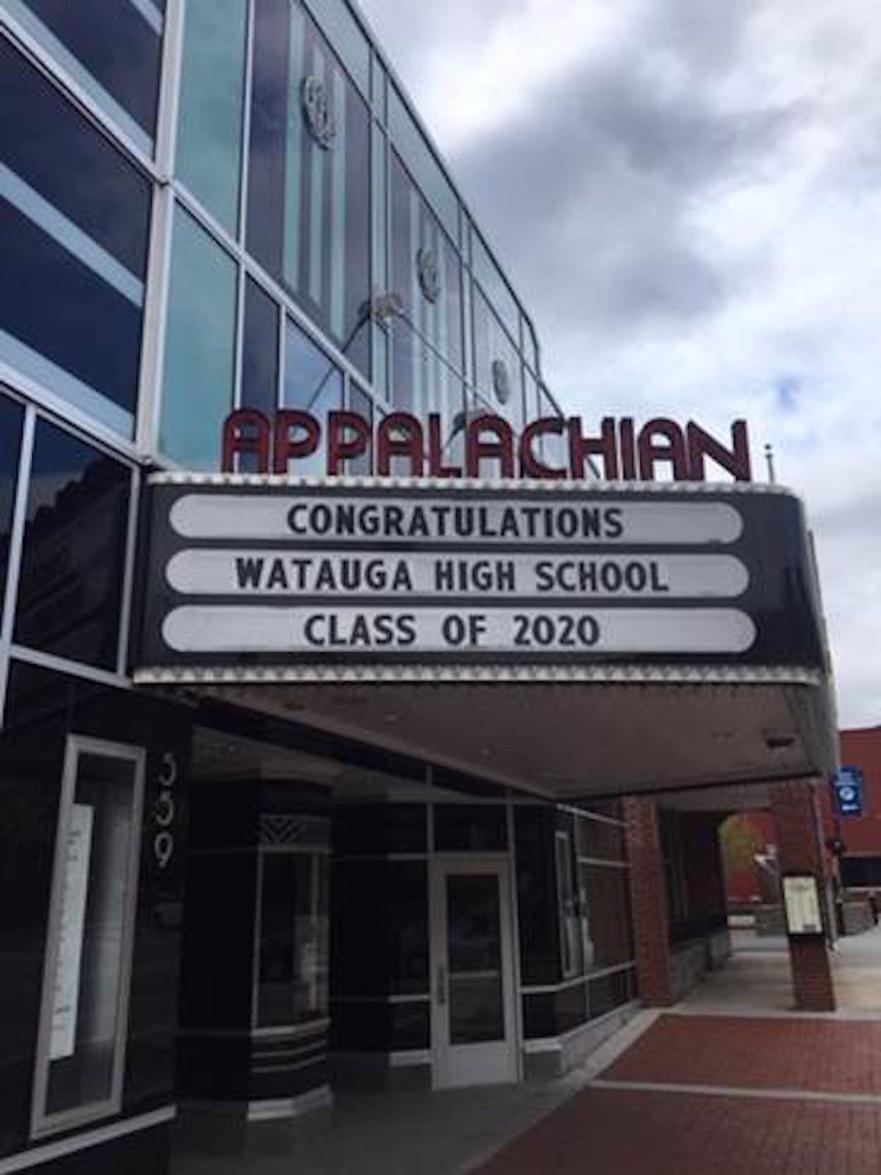 APPALACHIAN
CONGRATULATIONS
WATAUGA HIGH SCHOOL
CLASS OF 2020
559